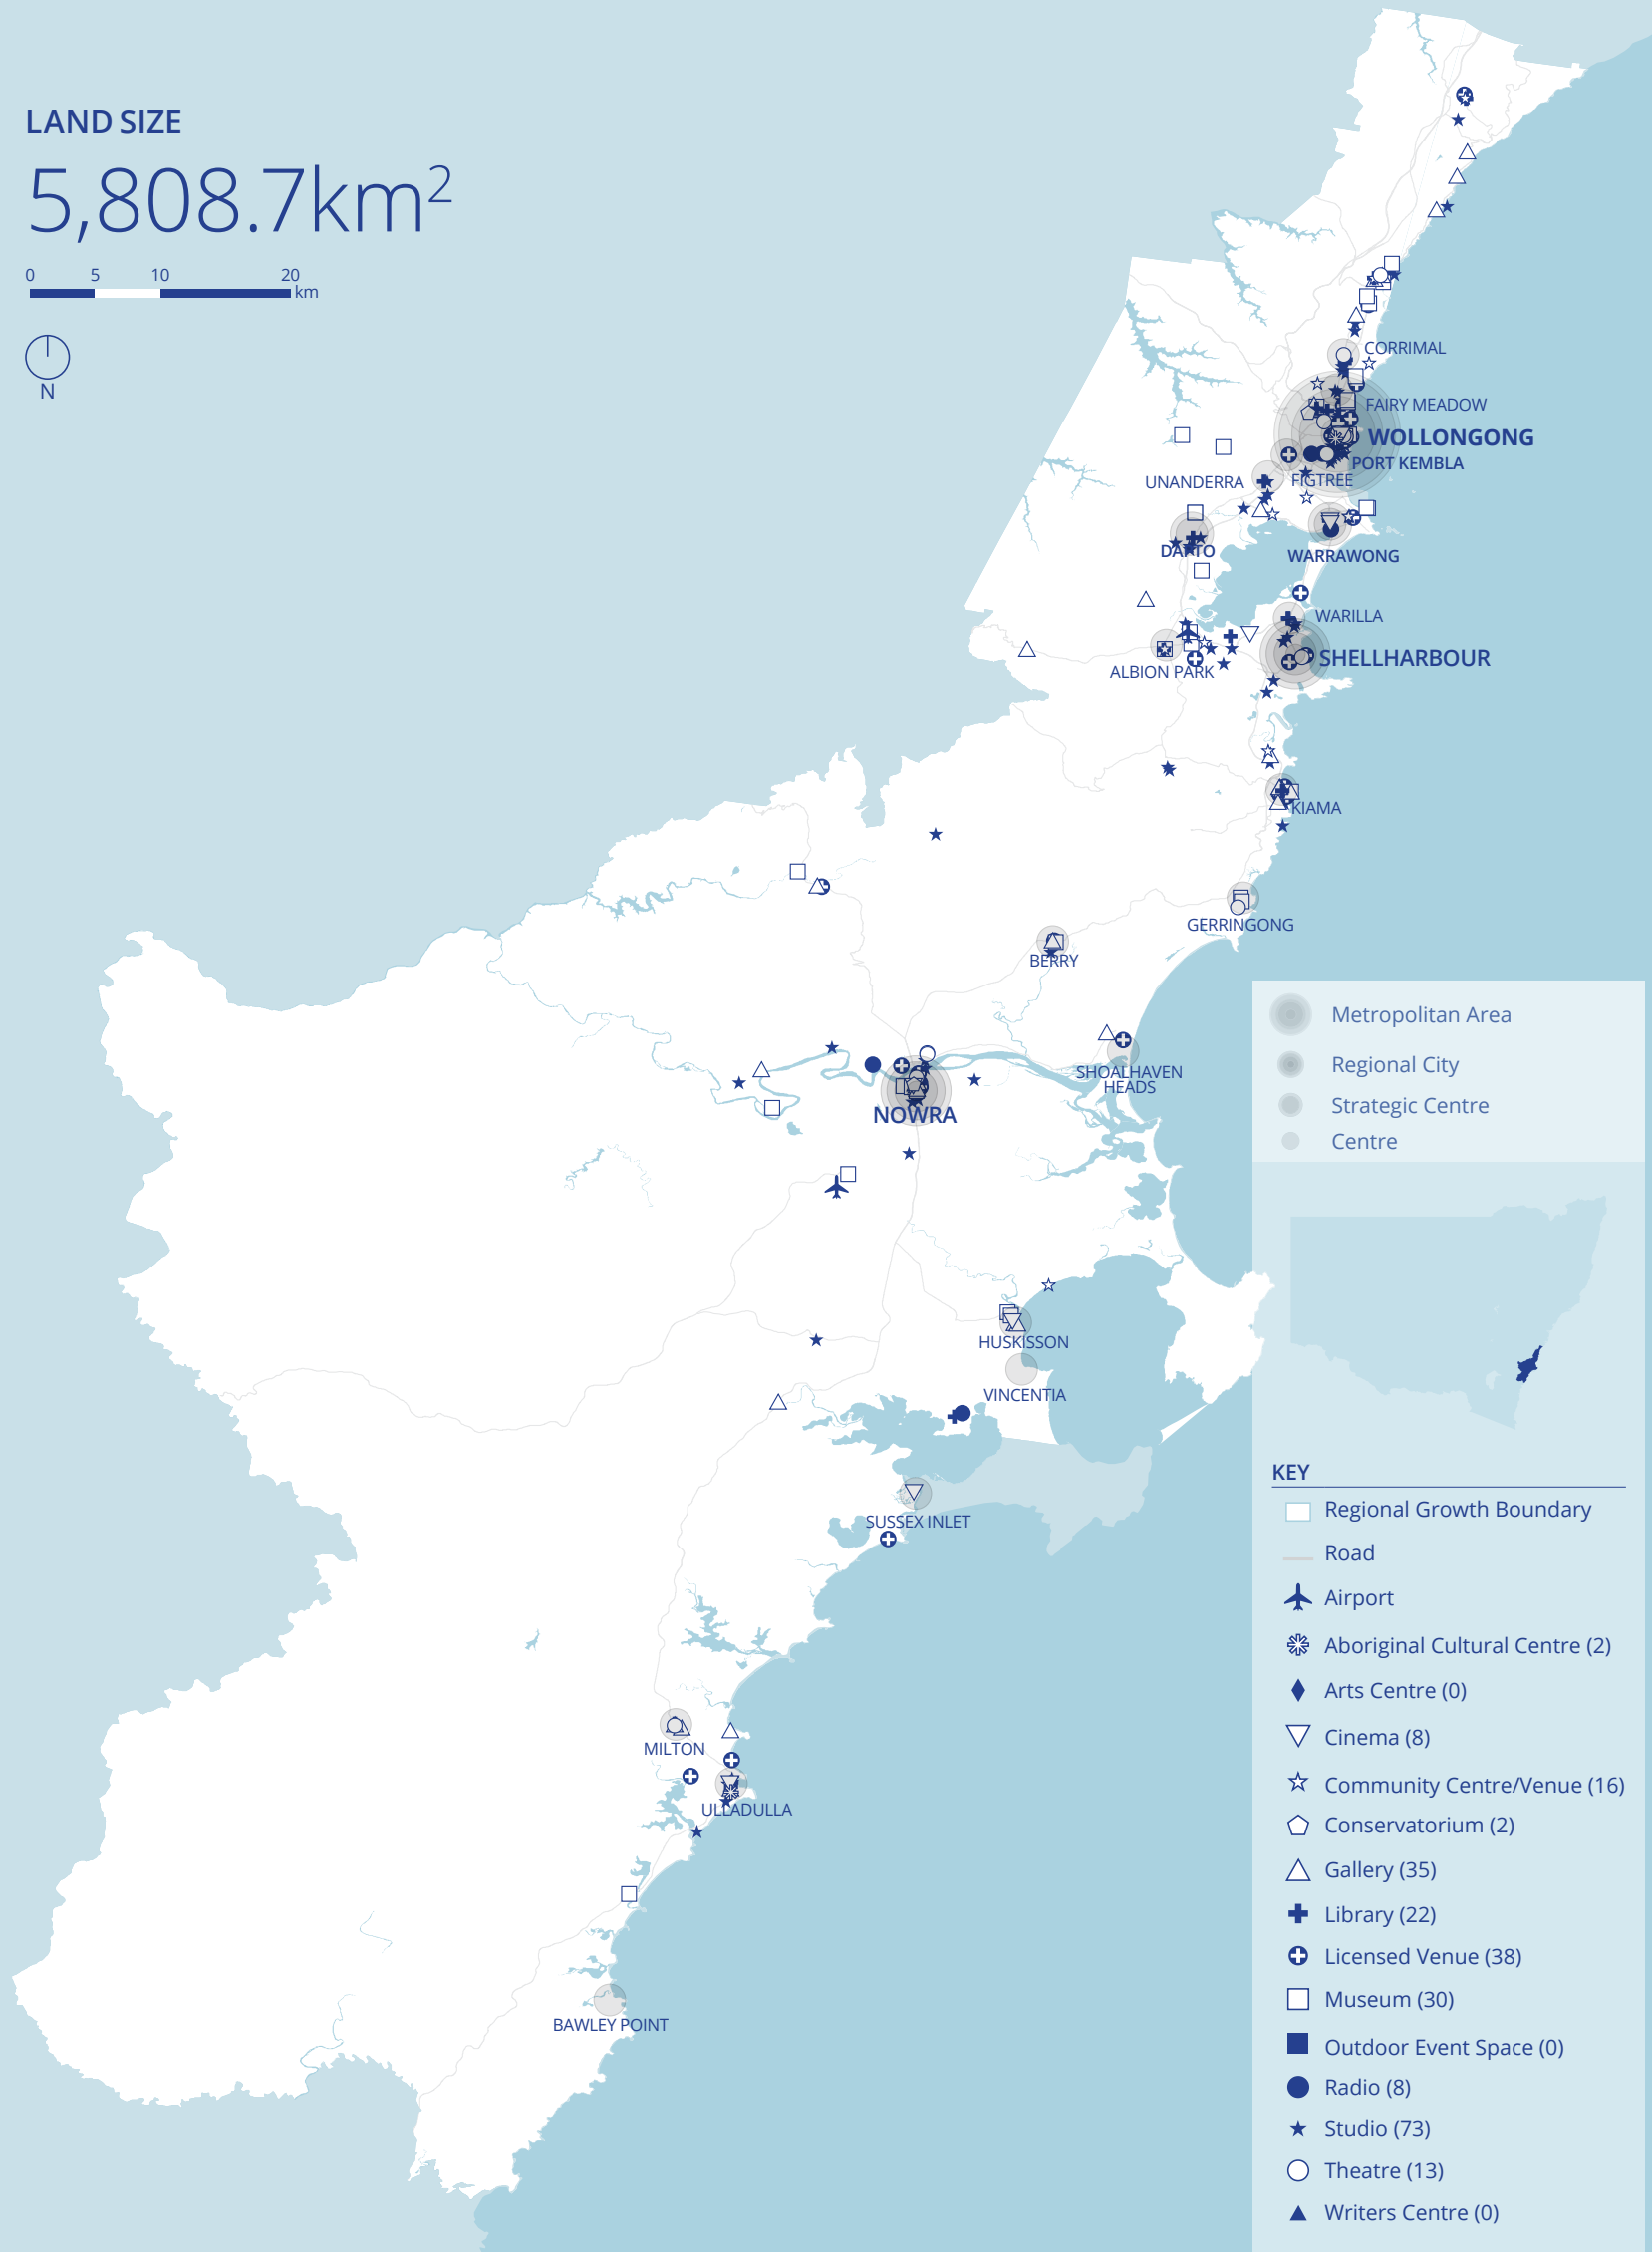 LAND SIZE
5,808.7km²
0 5 10 20
km
N
CORRIMAL
FAIRY MEADOW
WOLLONGONG
PORT KEMBLA
UNANDERRA
FIGTREE
DAPTO
WARRAWONG
WARILLA
SHELLHARBOUR
ALBION PARK
KIAMA
GERRINGONG
BERRY
SHOALHAVEN
HEADS
NOWRA
HUSKISSON
VINCENTIA
SUSSEX INLET
MILTON
ULLADULLA
BAWLEY POINT
Metropolitan Area
Regional City
Strategic Centre
Centre
KEY
Regional Growth Boundary
Road
Airport
Aboriginal Cultural Centre (2)
Arts Centre (0)
Cinema (8)
Community Centre/Venue (16)
Conservatorium (2)
Gallery (35)
Library (22)
Licensed Venue (38)
Museum (30)
Outdoor Event Space (0)
Radio (8)
Studio (73)
Theatre (13)
Writers Centre (0)